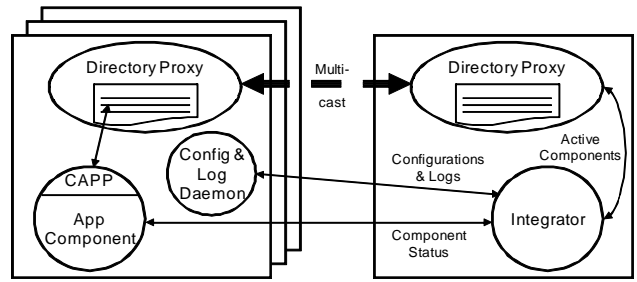 Directory Proxy
Multi-
cast
Directory Proxy
Config &
Log
Daemon
CAPP
App
Component
Configurations
& Logs
Component
Status
Active
Components
Integrator